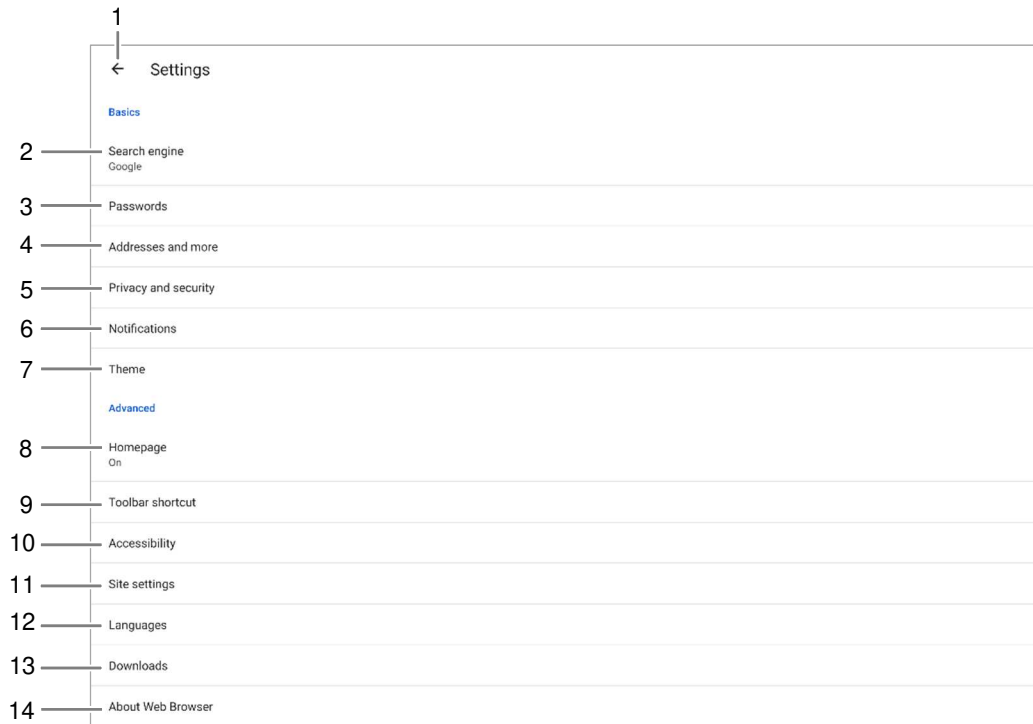 1
Settings
Basics
2 Search engine
Google
3 Passwords
4 Addresses and more
5 Privacy and security
6 Notifications
7 Theme
Advanced
8 Homepage
On
9 Toolbar shortcut
10 Accessibility
11 Site settings
12 Languages
13 Downloads
14 About Web Browser